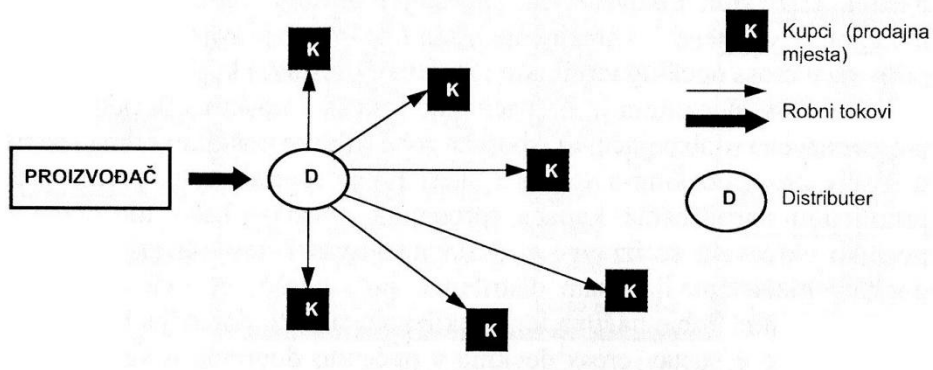 K
K
K
K
K
K
PROIZVOĐAČ
D
K Kupci (prodajna
mjesta)
Robni tokovi
D Distributer